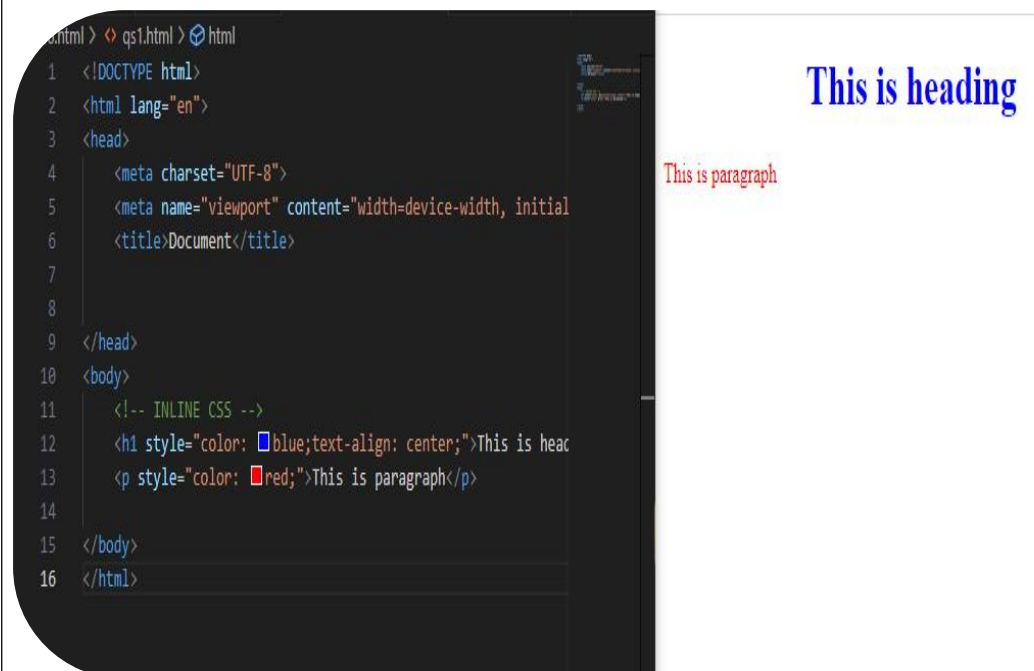 qs1.html > html
1 <!DOCTYPE html>
2 <html lang="en">
3 <head>
4 <meta charset="UTF-8">
5 <meta name="viewport" content="width=device-width, initial
6 <title>Document</title>
7
8
9 </head>
10 <body>
11 <!-- INLINE CSS -->
12 <h1 style="color: blue;text-align: center;">This is head
13 <p style="color: red;">This is paragraph</p>
14
15 </body>
16 </html>
This is heading
This is paragraph